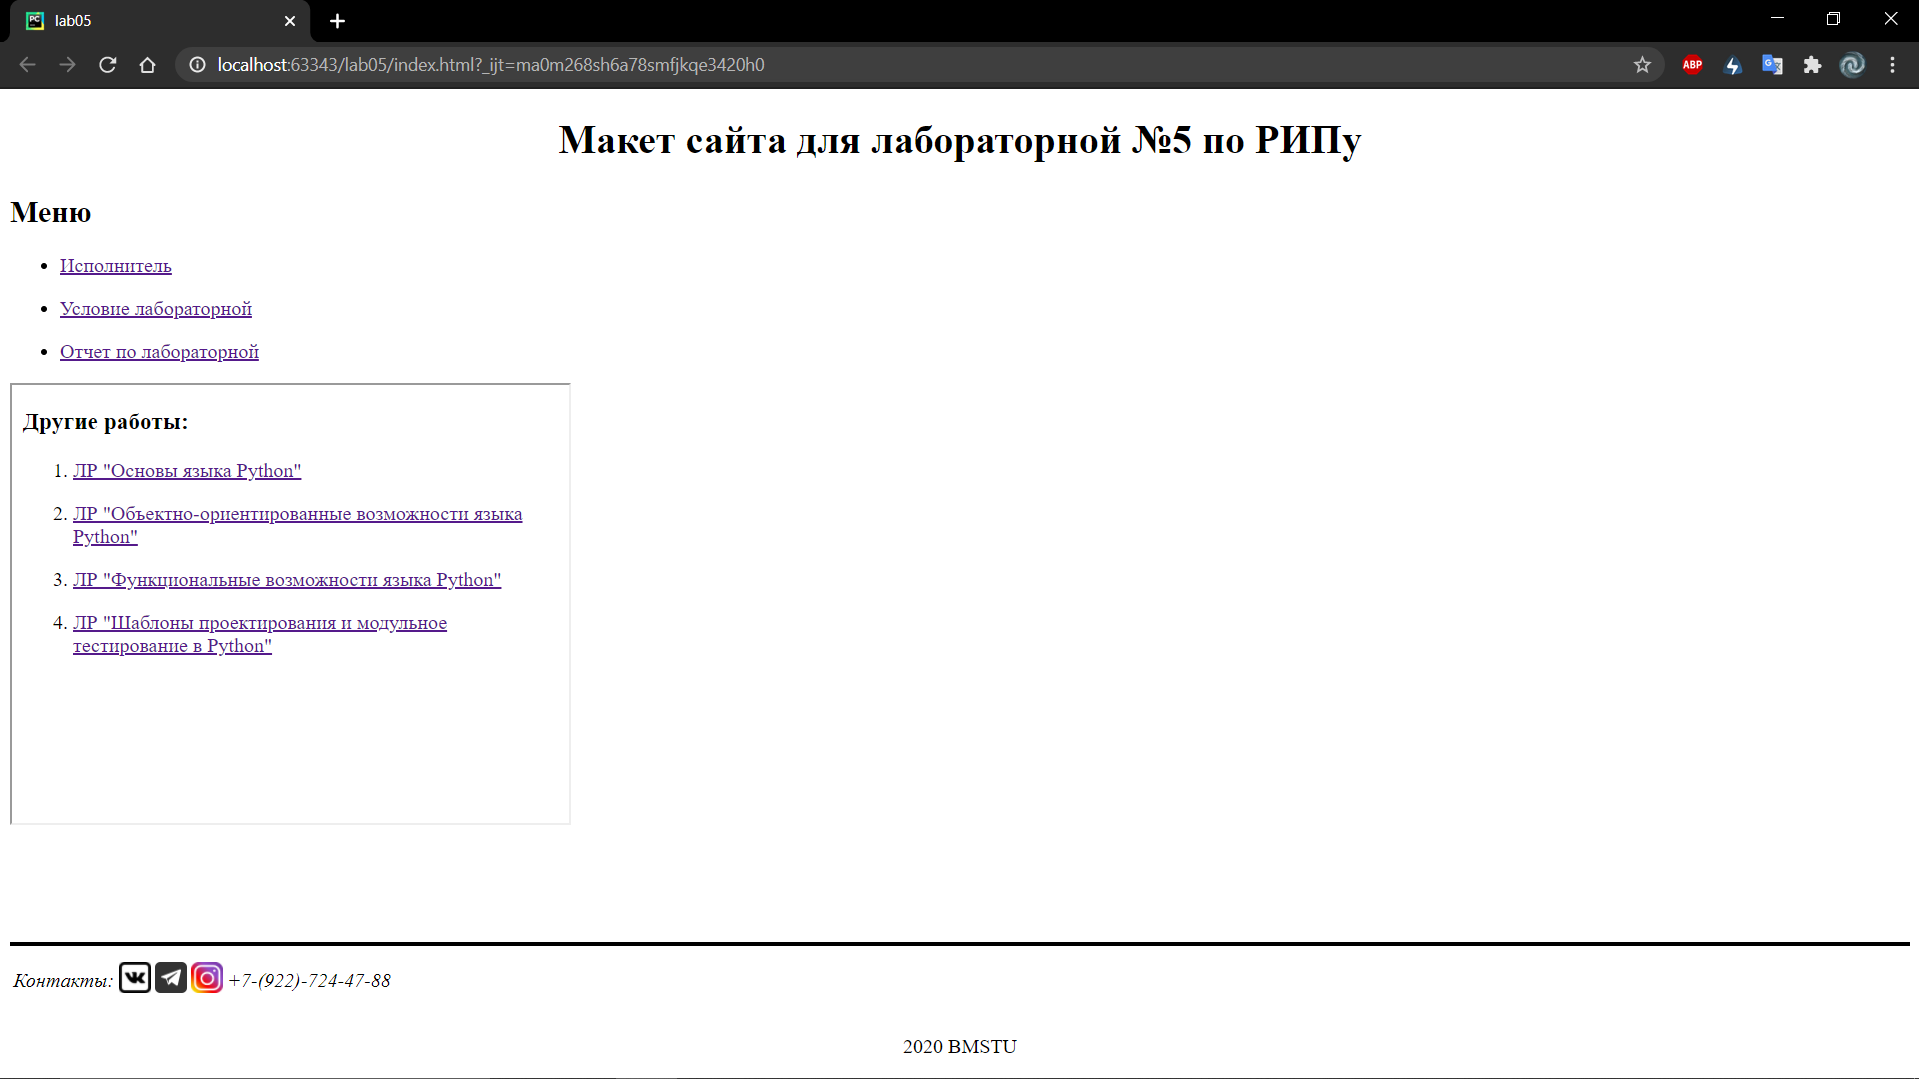 lab05
localhost:63343/lab05/index.html?_ijt=ma0m268sh6a78smfjkqe3420h0
ABP
Макет сайта для лабораторной №5 по РИПу
Меню
• Исполнитель
• Условие лабораторной
• Отчет по лабораторной
Другие работы:
1. ЛР "Основы языка Python"
2. ЛР "Объектно-ориентированные возможности языка
Python"
3. ЛР "Функциональные возможности языка Python"
4. ЛР "Шаблоны проектирования и модульное
тестирование в Python"
Контакты: +7-(922)-724-47-88
2020 BMSTU